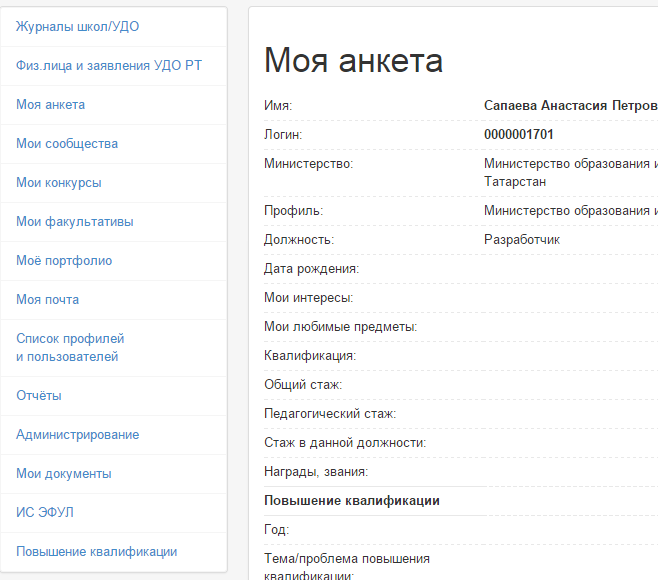 Журналы школ/УДО
Физ.лица и заявления УДО РТ
Моя анкета
Мои сообщества
Мои конкурсы
Мои факультативы
Моё портфолио
Моя почта
Список профилей
и пользователей
Отчёты
Администрирование
Мои документы
ИС ЭФУЛ
Повышение квалификации
Моя анкета
Имя: Сапаева Анастасия Петров
Логин: 0000001701
Министерство: Министерство образования и
Татарстан
Профиль: Министерство образования и
Должность: Разработчик
Дата рождения:
Мои интересы:
Мои любимые предметы:
Квалификация:
Общий стаж:
Педагогический стаж:
Стаж в данной должности:
Награды, звания:
Повышение квалификации
Год:
Тема/проблема повышения
квалификации: